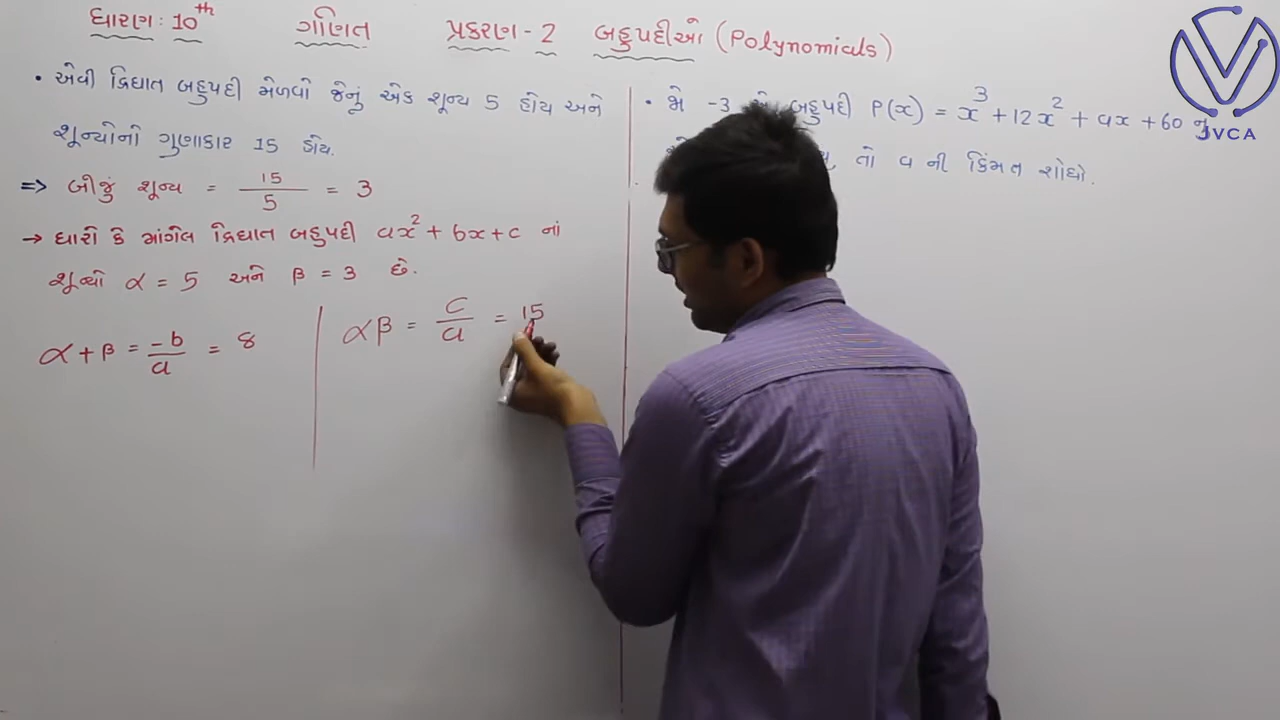 ધોરણ : 10th ગણિત પ્રકરણ - 2 બહુપદીઓ (Polynomials)
• એવી દ્વિઘાત બહુપદી મેળવો જેનું એક શૂન્ય 5 હોય અને
શૂન્યોનો ગુણાકાર 15 હોય.
=> બીજું શૂન્ય = 15/5 = 3
→ ધારો કે માંગેલ દ્વિઘાત બહુપદી ax² + bx + c નાં
શૂન્યો α = 5 અને β = 3 છે.
α + β = -b/a = 8
αβ = c/a = 15
• જો -3 બહુપદી P(x) = x³ + 12x² + ax + 60 નું
તો a ની કિંમત શોધો.
JVCA